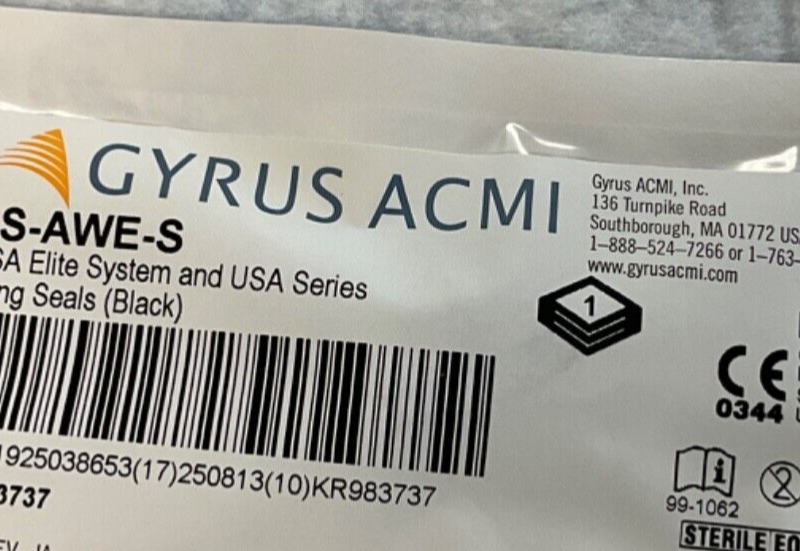 GYRUS ACMI
Gyrus ACMI, Inc.
136 Turnpike Road
Southborough, MA 01772 US
1-888-524-7266 or 1-763-
www.gyrusacmi.com
S-AWE-S
SA Elite System and USA Series
ng Seals (Black)
1
CE
0344
1925038653(17)250813(10)KR983737
3737
i
2
99-1062
STERILE EO